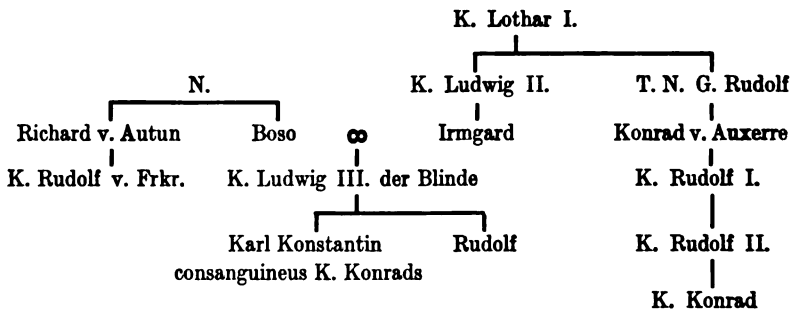 K. Lothar I.
N. K. Ludwig II. T. N. G. Rudolf
Richard v. Autun Boso ∞ Irmgard Konrad v. Auxerre
K. Rudolf v. Frkr. K. Ludwig III. der Blinde K. Rudolf I.
Karl Konstantin Rudolf K. Rudolf II.
consanguineus K. Konrads
K. Konrad